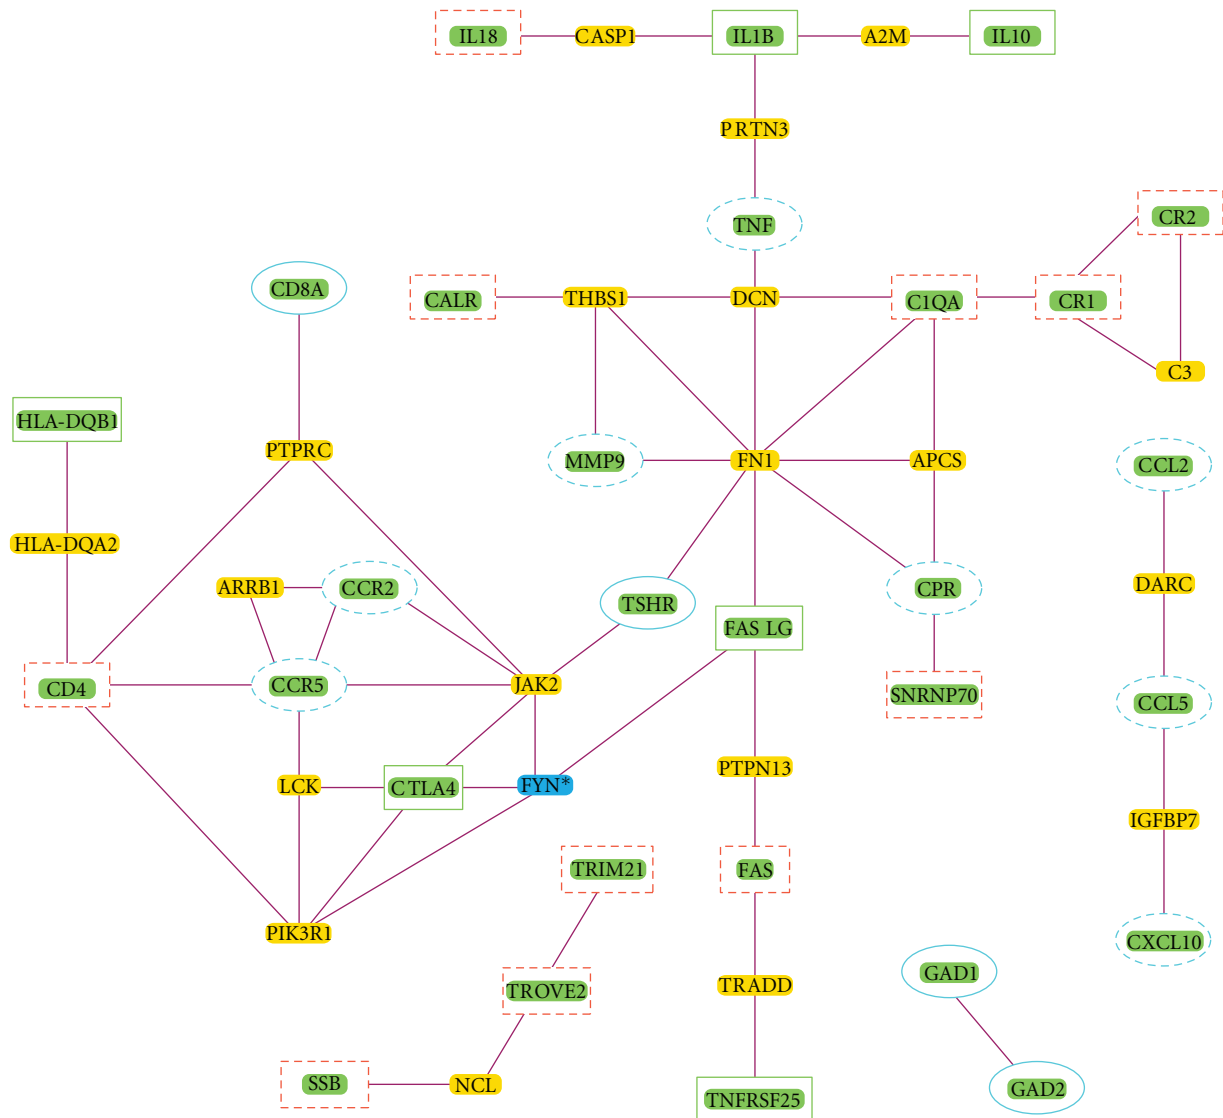 IL18
CASP1
IL1B
A2M
IL10
PRTN3
TNF
CR2
CD8A
CALR
THBS1
DCN
C1QA
CR1
C3
HLA-DQB1
PTPRC
MMP9
FN1
APCS
CCL2
HLA-DQA2
ARRB1
CCR2
TSHR
CPR
DARC
FAS LG
CD4
CCR5
JAK2
SNRNP70
CCL5
LCK
CTLA4
FYN*
PTPN13
IGFBP7
TRIM21
FAS
PIK3R1
CXCL10
TROVE2
TRADD
GAD1
SSB
NCL
TNFRSF25
GAD2